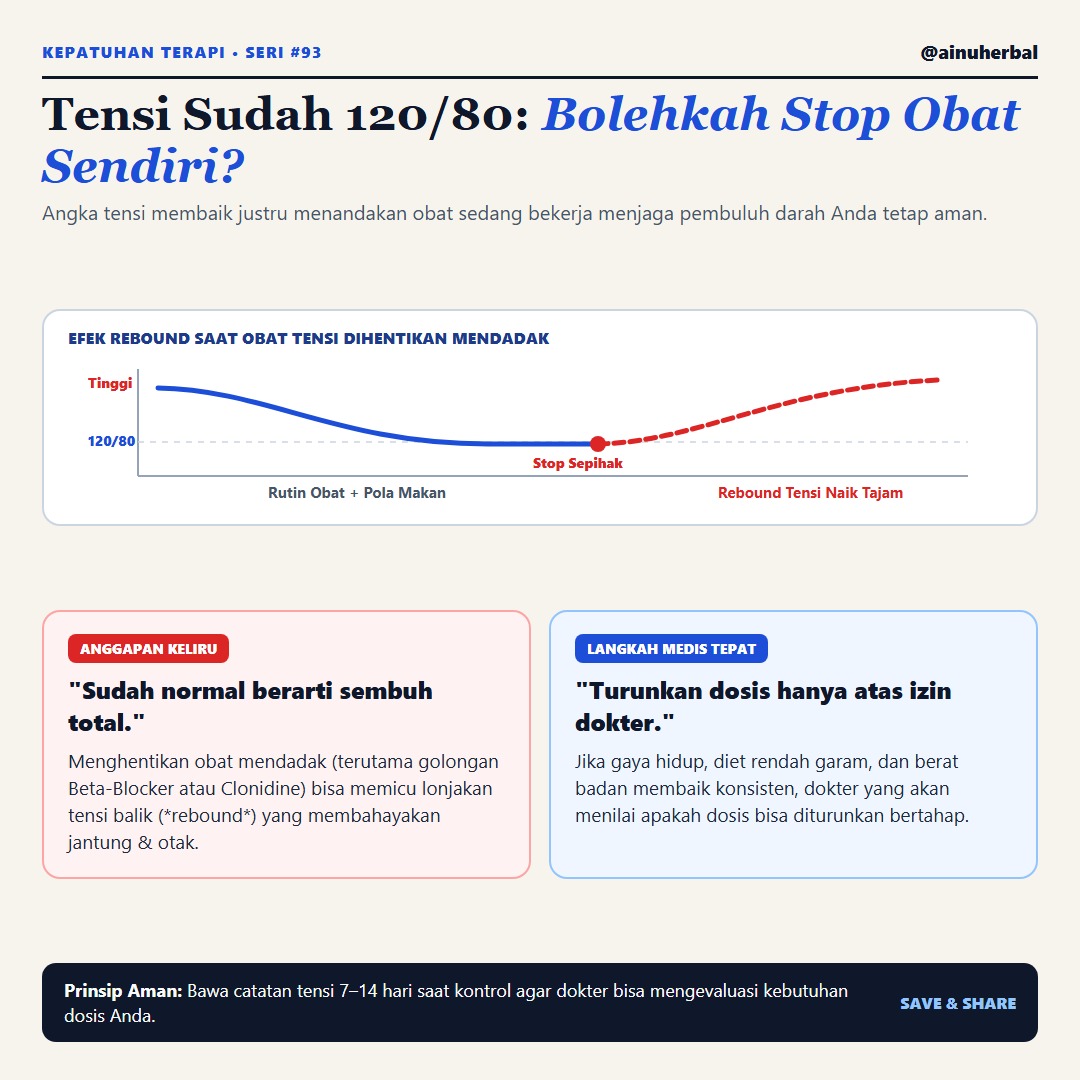 KEPATUHAN TERAPI • SERI #93
@ainuherbal
Tensi Sudah 120/80: Bolehkah Stop Obat
Sendiri?
Angka tensi membaik justru menandakan obat sedang bekerja menjaga pembuluh darah Anda tetap aman.
EFEK REBOUND SAAT OBAT TENSI DIHENTIKAN MENDADAK
Tinggi
120/80
Stop Sepihak
Rutin Obat + Pola Makan
Rebound Tensi Naik Tajam
ANGGAPAN KELIRU
"Sudah normal berarti sembuh
total."
Menghentikan obat mendadak (terutama golongan
Beta-Blocker atau Clonidine) bisa memicu lonjakan
tensi balik (*rebound*) yang membahayakan
jantung & otak.
LANGKAH MEDIS TEPAT
"Turunkan dosis hanya atas izin
dokter."
Jika gaya hidup, diet rendah garam, dan berat
badan membaik konsisten, dokter yang akan
menilai apakah dosis bisa diturunkan bertahap.
Prinsip Aman: Bawa catatan tensi 7–14 hari saat kontrol agar dokter bisa mengevaluasi kebutuhan
dosis Anda.
SAVE & SHARE